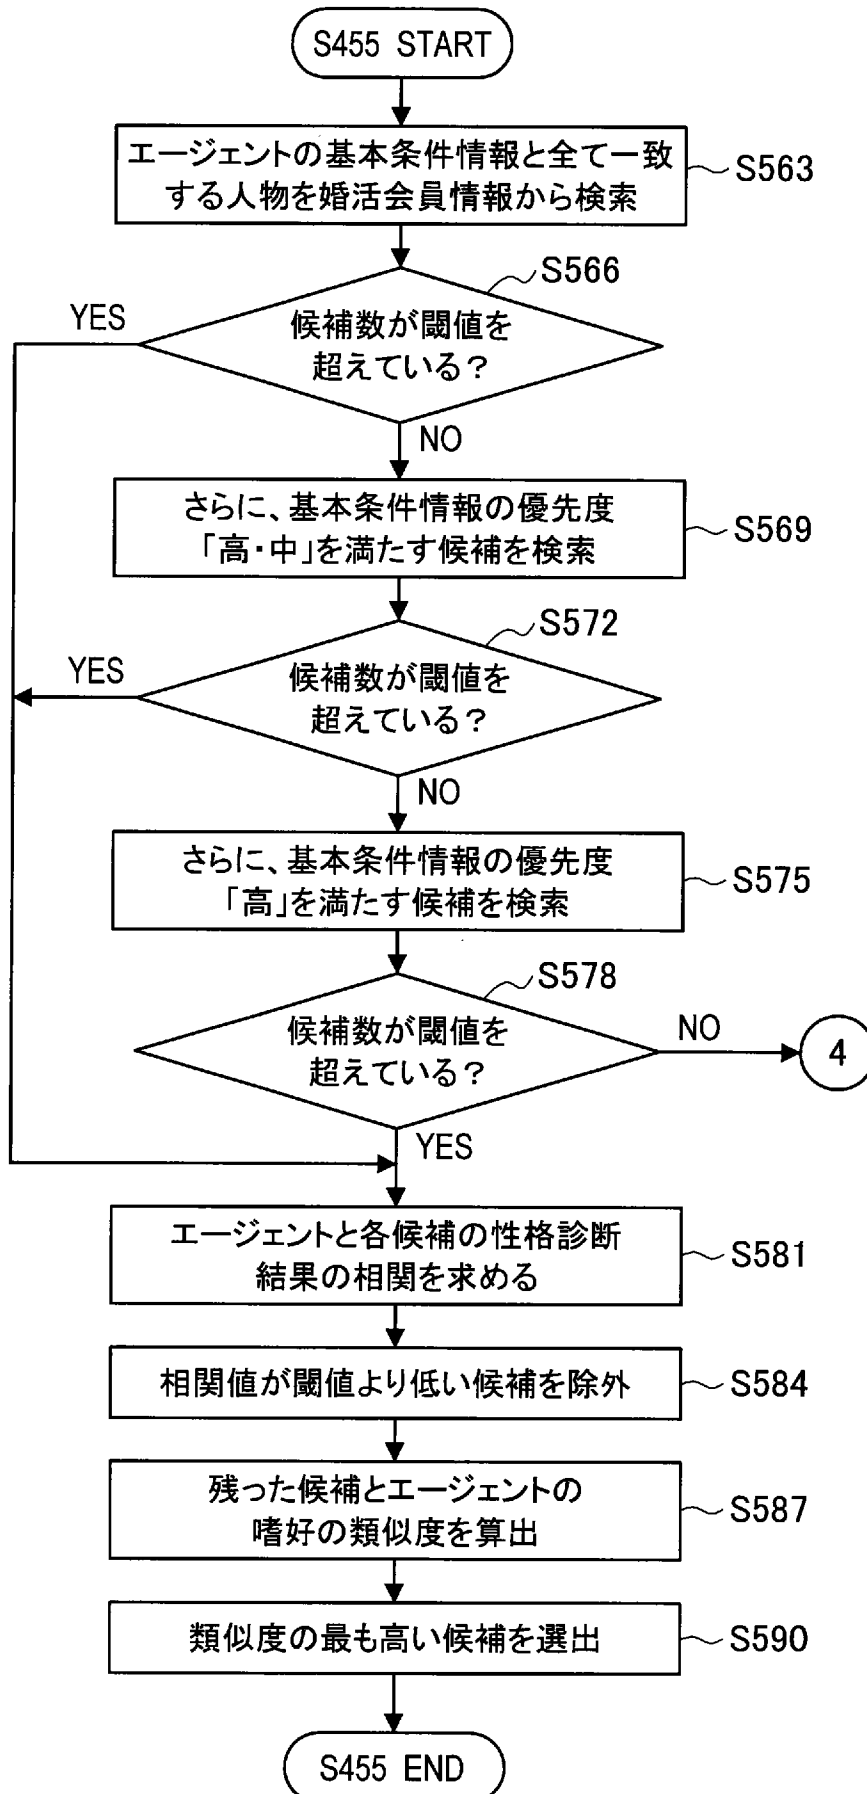 S455 START
エージェントの基本条件情報と全て一致
する人物を婚活会員情報から検索
S563
S566
YES
候補数が閾値を
超えている？
NO
さらに、基本条件情報の優先度
「高・中」を満たす候補を検索
S569
S572
YES
候補数が閾値を
超えている？
NO
さらに、基本条件情報の優先度
「高」を満たす候補を検索
S575
S578
候補数が閾値を
超えている？
NO
4
YES
エージェントと各候補の性格診断
結果の相関を求める
S581
相関値が閾値より低い候補を除外
S584
残った候補とエージェントの
嗜好の類似度を算出
S587
類似度の最も高い候補を選出
S590
S455 END